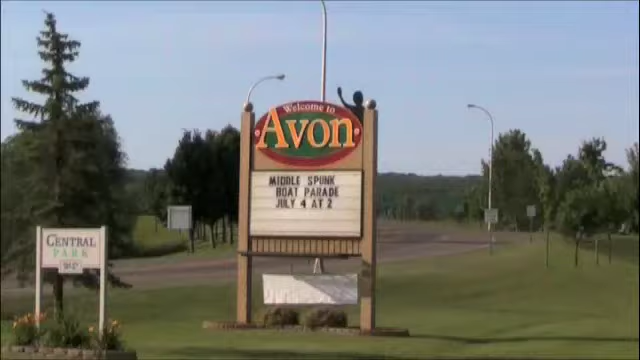 Welcome to
Avon
MIDDLE SPUNK
BOAT PARADE
JULY 4 AT 2
CENTRAL
PARK